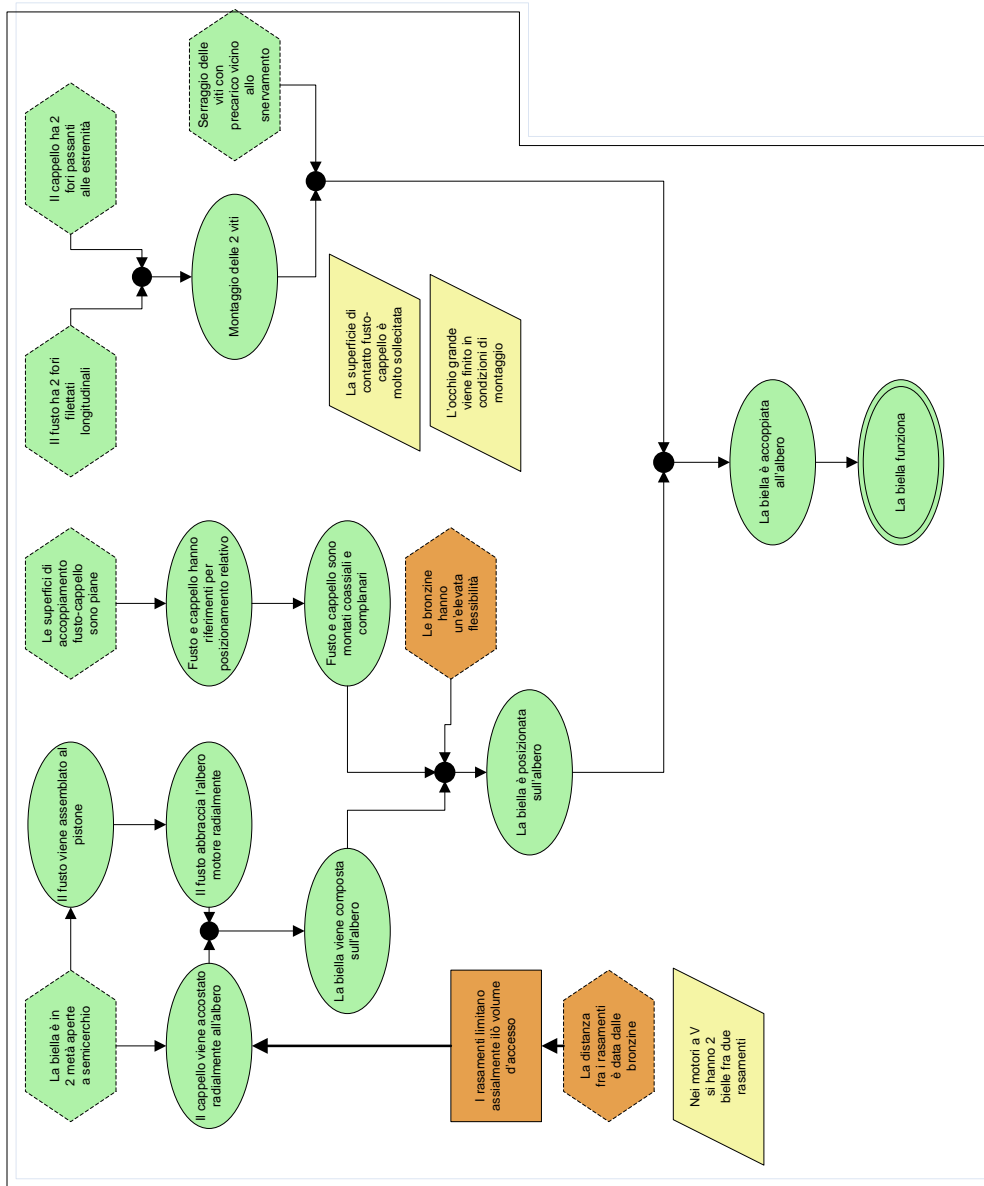 La biella è in
2 metà aperte
a semicerchio
Il fusto viene assemblato al
pistone
Le superfici di
accoppiamento
fusto-cappello
sono piane
Il fusto ha 2 fori
filettati
longitudinali
Il cappello ha 2
fori passanti
alle estremità
Serraggio delle
viti con
precarico vicino
allo
snervamento
Il cappello viene accostato
radialmente all'albero
Il fusto abbraccia l'albero
motore radialmente
Fusto e cappello hanno
riferimenti per
posizionamento relativo
Montaggio delle 2 viti
La biella viene composta
sull'albero
Fusto e cappello sono
montati coassiali e
complanari
La superficie di
contatto fusto-
cappello è
molto sollecitata
L'occhio grande
viene finito in
condizioni di
montaggio
Le bronzine
hanno
un'elevata
flessibilità
I rasamenti limitano
assialmente ilò volume
d'accesso
La biella è posizionata
sull'albero
La distanza
fra i rasamenti
è data dalle
bronzine
Nei motori a V
si hanno 2
bielle fra due
rasamenti
La biella è accoppiata
all'albero
La biella funziona